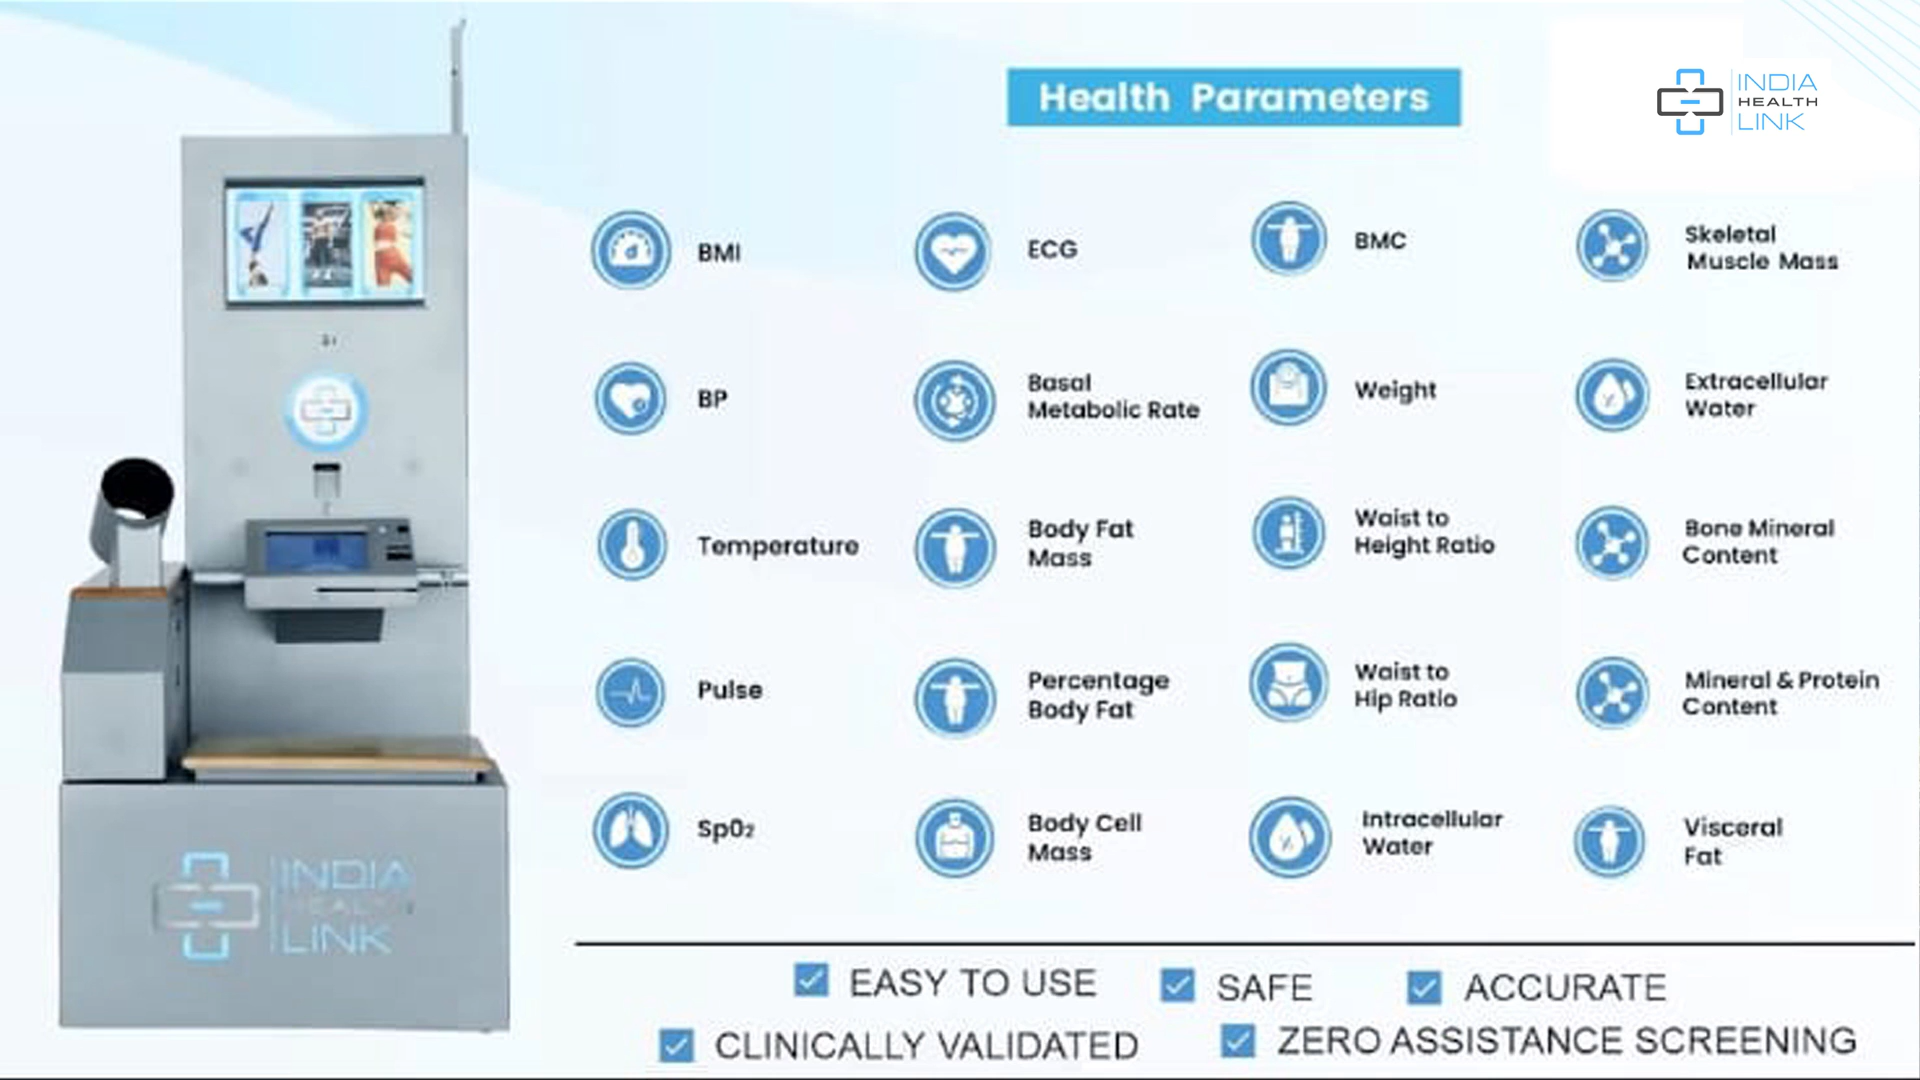 Health Parameters
INDIA
HEALTH
LINK
BMI
ECG
BMC
Skeletal
Muscle Mass
BP
Basal
Metabolic Rate
Weight
Extracellular
Water
Temperature
Body Fat
Mass
Waist to
Height Ratio
Bone Mineral
Content
Pulse
Percentage
Body Fat
Waist to
Hip Ratio
Mineral & Protein
Content
SpO₂
Body Cell
Mass
Intracellular
Water
Visceral
Fat
INDIA
HEALTH
LINK
EASY TO USE
SAFE
ACCURATE
CLINICALLY VALIDATED
ZERO ASSISTANCE SCREENING